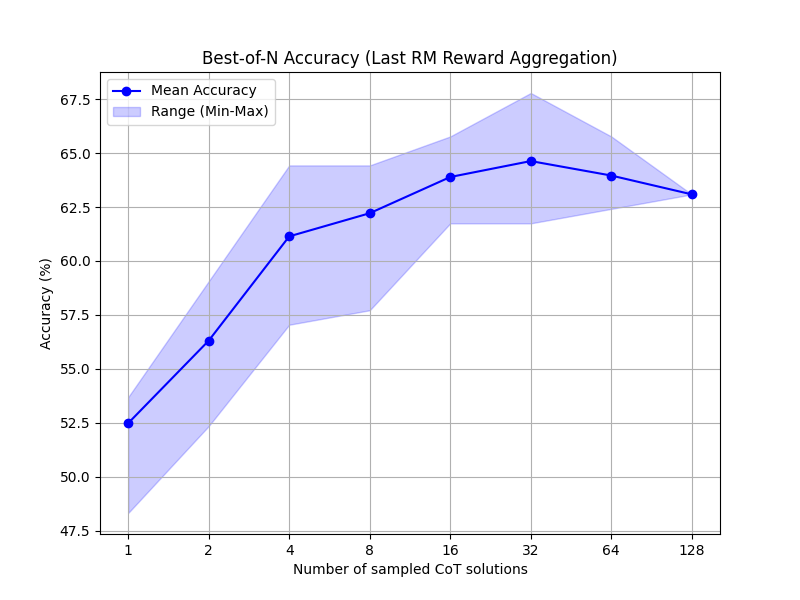 Best-of-N Accuracy (Last RM Reward Aggregation)
Mean Accuracy
Range (Min-Max)
Accuracy (%)
67.5
65.0
62.5
60.0
57.5
55.0
52.5
50.0
47.5
1 2 4 8 16 32 64 128
Number of sampled CoT solutions